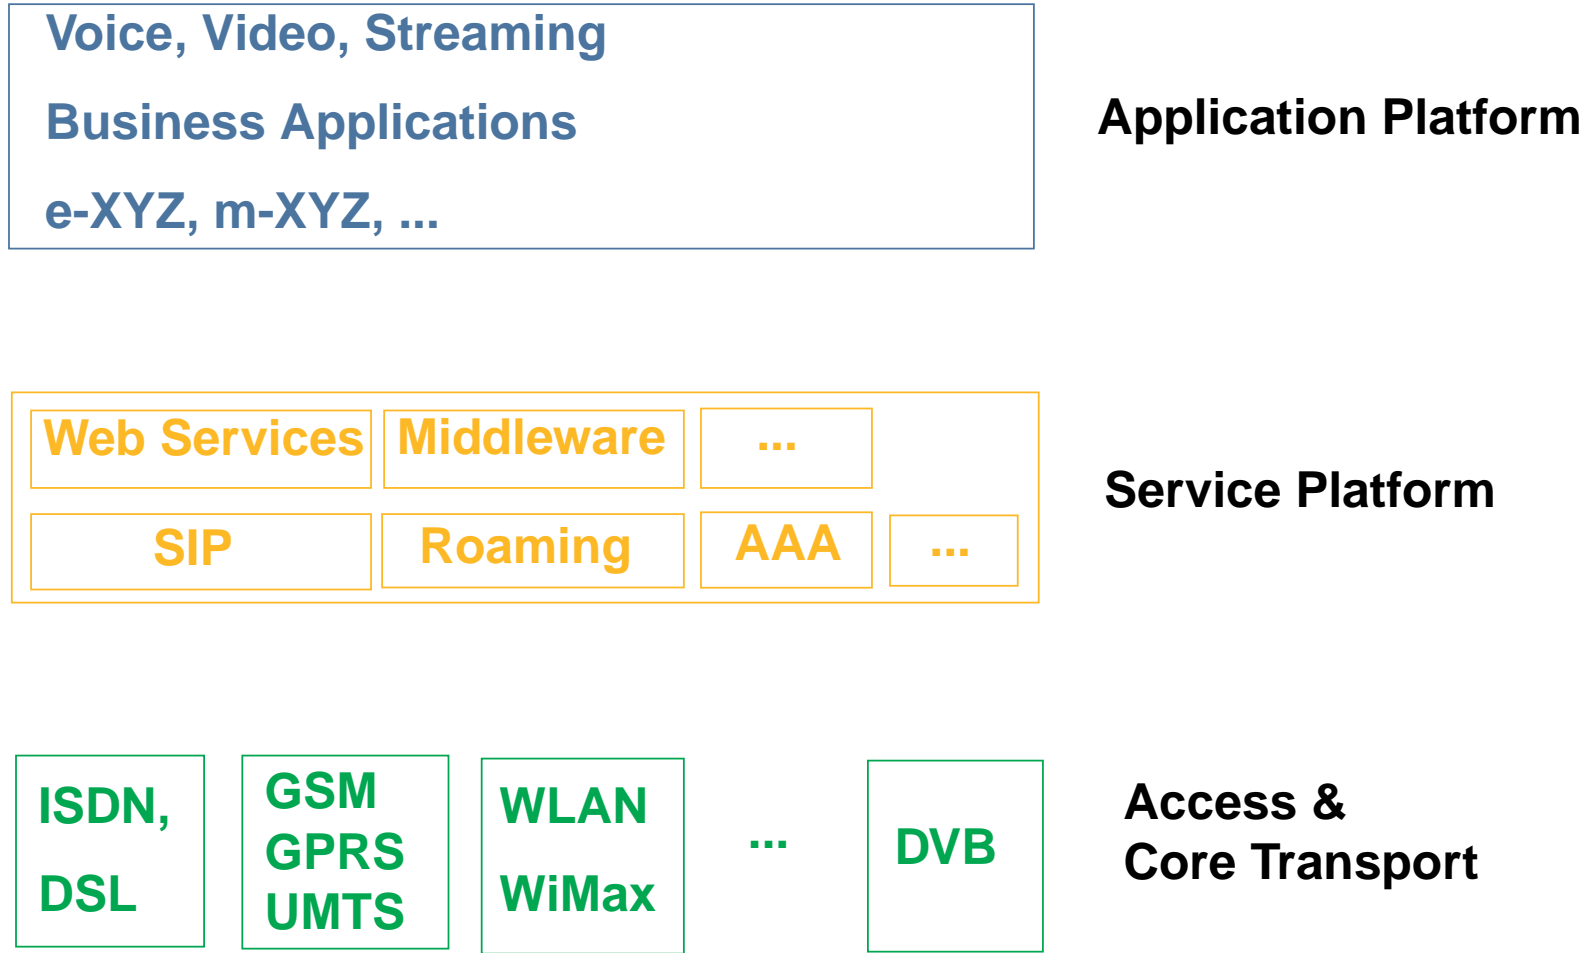 Voice, Video, Streaming
Business Applications
e-XYZ, m-XYZ, ...
Application Platform
Web Services
Middleware
...
SIP
Roaming
AAA
...
Service Platform
ISDN,
DSL
GSM
GPRS
UMTS
WLAN
WiMax
...
DVB
Access &
Core Transport